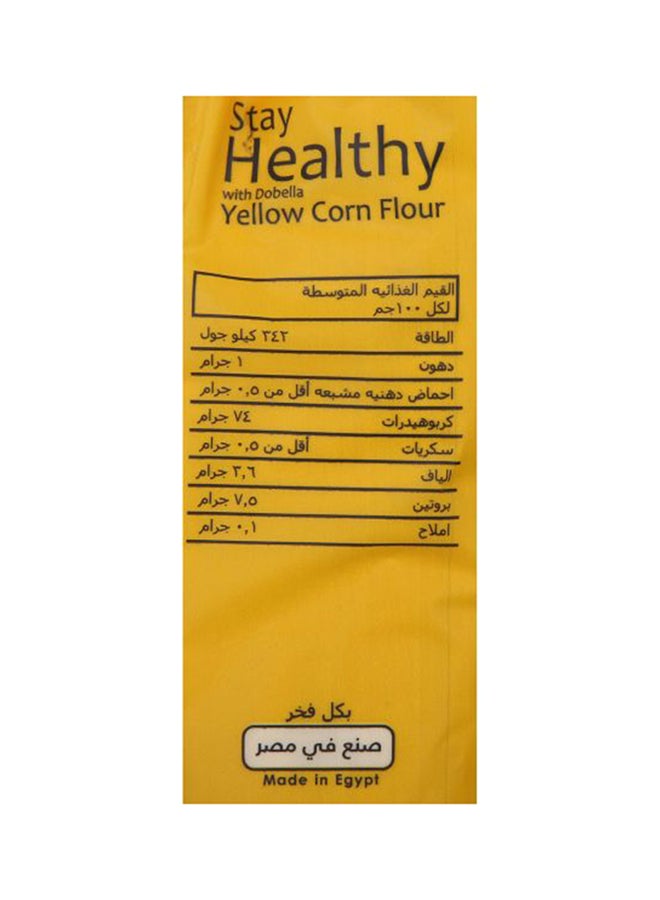 Stay
Healthy
with Dobella
Yellow Corn Flour
القيم الغذائيه المتوسطة
لكل ١٠٠جم
الطاقة ٣٤٢ كيلو جول
دهون ١ جرام
احماض دهنيه مشبعه أقل من ٠,٥ جرام
كربوهيدرات ٧٤ جرام
سكريات أقل من ٠,٥ جرام
الياف ٣,٦ جرام
بروتين ٧,٥ جرام
املاح ٠,١ جرام
بكل فخر
صنع في مصر
Made in Egypt